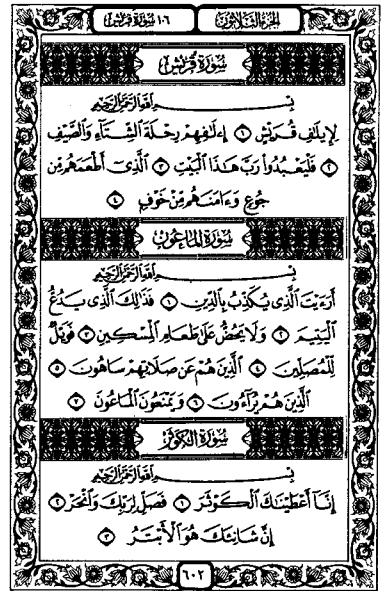 الجزء الثلاثون ١٠٦ سورة قريش
سورة قريش
بسم الله الرحمن الرحيم
لِإِيلَٰفِ قُرَيْشٍ ١ إِۦلَٰفِهِمْ رِحْلَةَ ٱلشِّتَآءِ وَٱلصَّيْفِ
٢ فَلْيَعْبُدُوا۟ رَبَّ هَٰذَا ٱلْبَيْتِ ٣ ٱلَّذِىٓ أَطْعَمَهُم مِّن
جُوعٍ وَءَامَنَهُم مِّنْ خَوْفٍۭ ٤
سورة الماعون
بسم الله الرحمن الرحيم
أَرَءَيْتَ ٱلَّذِى يُكَذِّبُ بِٱلدِّينِ ١ فَذَٰلِكَ ٱلَّذِى يَدُعُّ
ٱلْيَتِيمَ ٢ وَلَا يَحُضُّ عَلَىٰ طَعَامِ ٱلْمِسْكِينِ ٣ فَوَيْلٌ
لِّلْمُصَلِّينَ ٤ ٱلَّذِينَ هُمْ عَن صَلَاتِهِمْ سَاهُونَ ٥
ٱلَّذِينَ هُمْ يُرَآءُونَ ٦ وَيَمْنَعُونَ ٱلْمَاعُونَ ٧
سورة الكوثر
بسم الله الرحمن الرحيم
إِنَّآ أَعْطَيْنَٰكَ ٱلْكَوْثَرَ ١ فَصَلِّ لِرَبِّكَ وَٱنْحَرْ ٢
إِنَّ شَانِئَكَ هُوَ ٱلْأَبْتَرُ ٣
٦٠٢